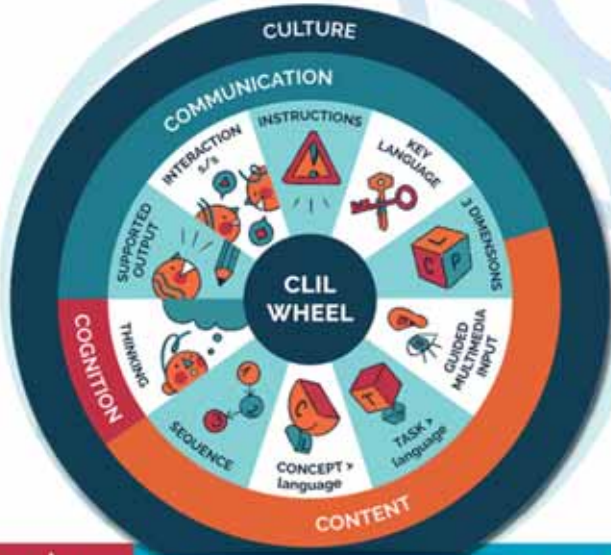 CULTURE
COMMUNICATION
INSTRUCTIONS
KEY
LANGUAGE
3 DIMENSIONS
L
C
P
GUIDED
MULTIMEDIA
INPUT
TASK >
language
T
CONCEPT >
language
C
SEQUENCE
THINKING
SUPPORTED
OUTPUT
INTERACTION
s/s
CLIL
WHEEL
COGNITION
CONTENT